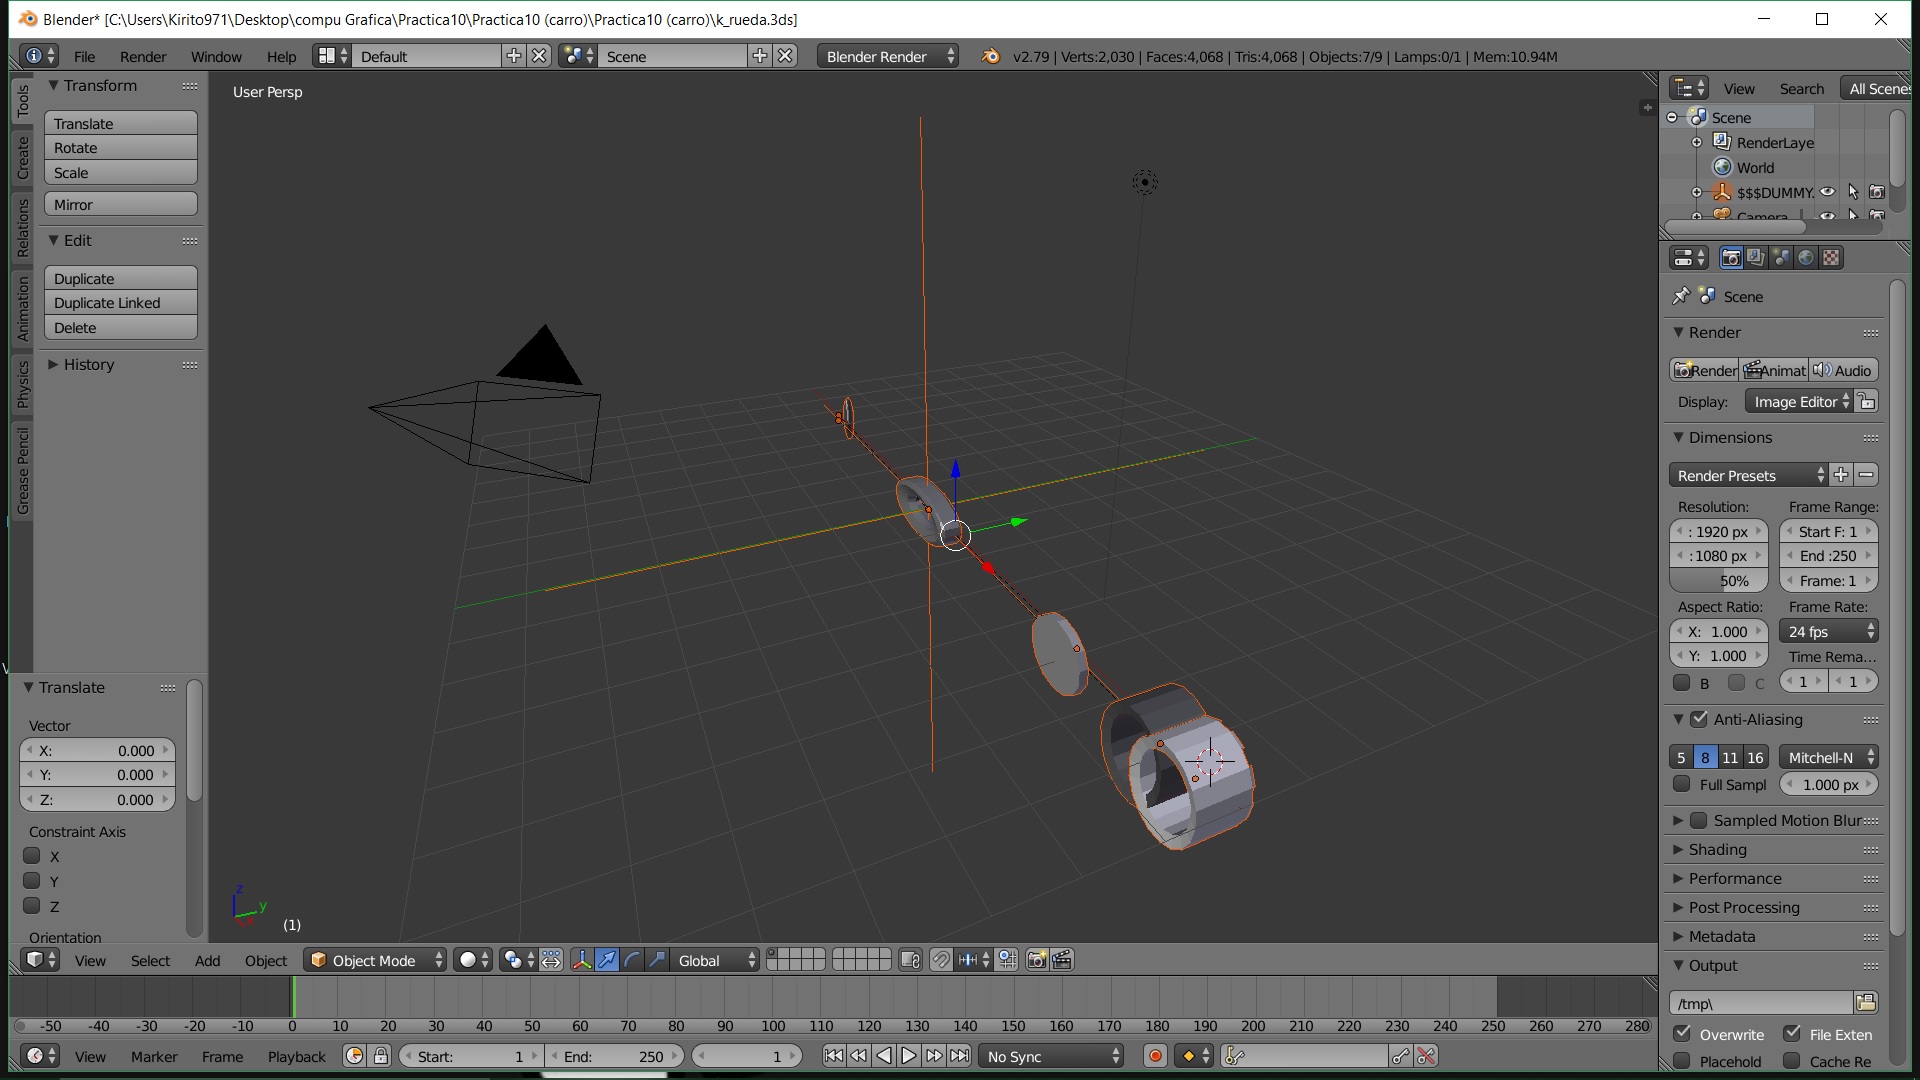 Blender* [C:\Users\Kirito971\Desktop\compu Grafica\Practica10\Practica10 (carro)\Practica10 (carro)\k_rueda.3ds]
File Render Window Help Default Scene Blender Render v2.79 | Verts:2,030 | Faces:4,068 | Tris:4,068 | Objects:7/9 | Lamps:0/1 | Mem:10.94M
Tools
Create
Relations
Animation
Physics
Grease Pencil
Transform
Translate
Rotate
Scale
Mirror
Edit
Duplicate
Duplicate Linked
Delete
History
Translate
Vector
X: 0.000
Y: 0.000
Z: 0.000
Constraint Axis
X
Y
Z
Orientation
User Persp
z
y
x
(1)
View Select Add Object Object Mode Global
-50 -40 -30 -20 -10 0 10 20 30 40 50 60 70 80 90 100 110 120 130 140 150 160 170 180 190 200 210 220 230 240 250 260 270 280
View Marker Frame Playback Start: 1 End: 250 1 No Sync
View Search All Scenes
Scene
RenderLaye
World
$$$DUMMY.
Camera
Scene
Render
Render Animat Audio
Display: Image Editor
Dimensions
Render Presets
Resolution: Frame Range:
: 1920 px Start F: 1
:1080 px End :250
50% Frame: 1
Aspect Ratio: Frame Rate:
X: 1.000 24 fps
Y: 1.000 Time Rema...
B C 1 1
Anti-Aliasing
5 8 11 16 Mitchell-N
Full Sampl 1.000 px
Sampled Motion Blur
Shading
Performance
Post Processing
Metadata
Output
/tmp\
Overwrite File Exten
Placehold Cache Re